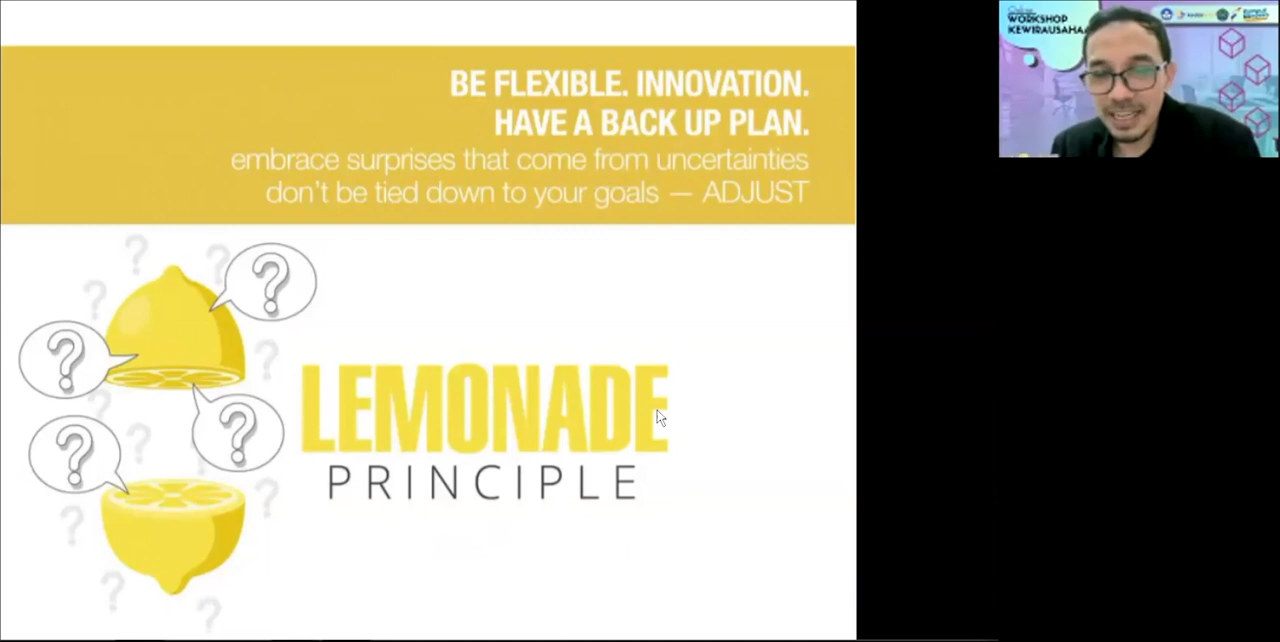 BE FLEXIBLE. INNOVATION.
HAVE A BACK UP PLAN.
embrace surprises that come from uncertainties
don't be tied down to your goals — ADJUST
?
?
?
?
LEMONADE
PRINCIPLE
Online
WORKSHOP
KEWIRAUSAHA